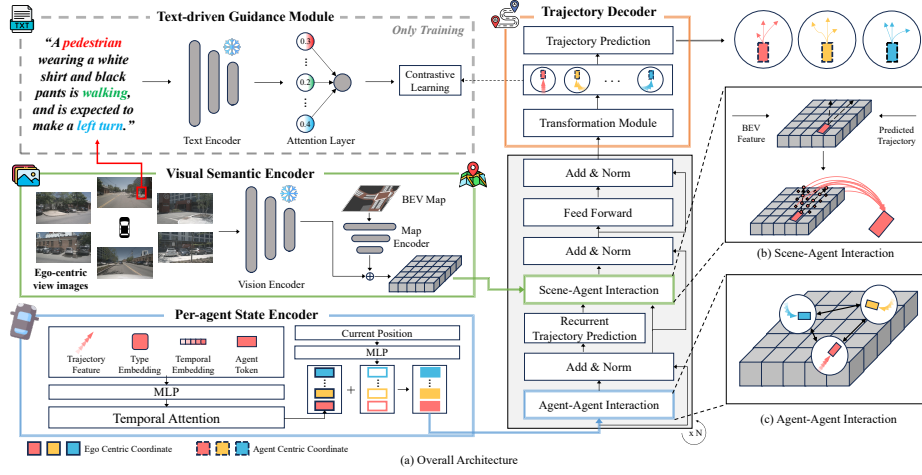 TXT
Text-driven Guidance Module
Only Training
“A pedestrian
wearing a white
shirt and black
pants is walking,
and is expected to
make a left turn.”
Text Encoder
0.3
0.2
0.4
Attention Layer
Contrastive
Learning
Visual Semantic Encoder
Ego-centric
view images
Vision Encoder
BEV Map
Map
Encoder
Per-agent State Encoder
Trajectory
Feature
Type
Embedding
Temporal
Embedding
Agent
Token
MLP
Temporal Attention
Current Position
MLP
+
Ego Centric Coordinate
Agent Centric Coordinate
Trajectory Decoder
Trajectory Prediction
Transformation Module
Add & Norm
Feed Forward
Add & Norm
Scene-Agent Interaction
Recurrent
Trajectory Prediction
Add & Norm
Agent-Agent Interaction
x N
BEV
Feature
Predicted
Trajectory
(b) Scene-Agent Interaction
(c) Agent-Agent Interaction
(a) Overall Architecture